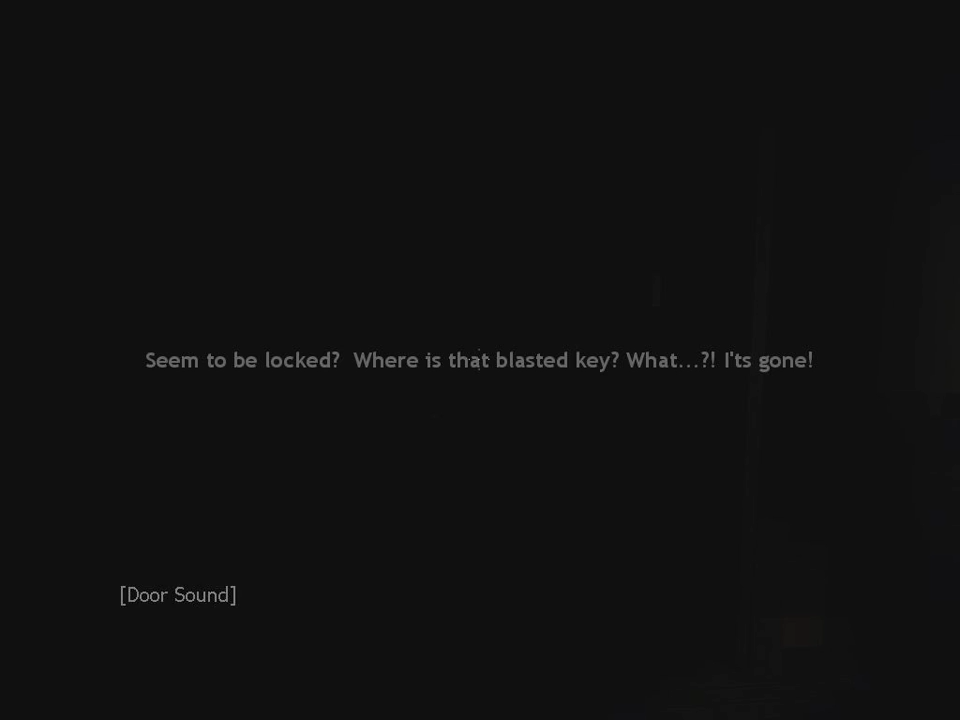 Seem to be locked?  Where is that blasted key? What...?! I'ts gone!
[Door Sound]